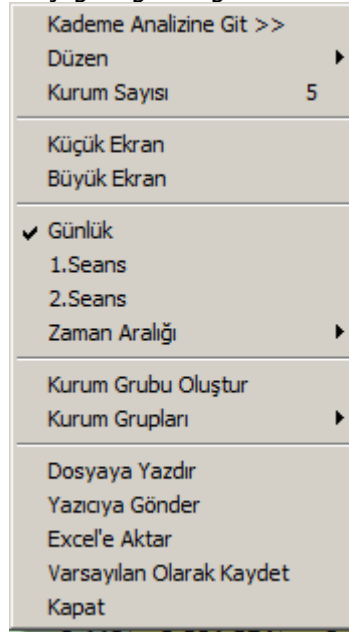 Kademe Analizine Git >>
Düzen
Kurum Sayısı 5
Küçük Ekran
Büyük Ekran
Günlük
1.Seans
2.Seans
Zaman Aralığı
Kurum Grubu Oluştur
Kurum Grupları
Dosyaya Yazdır
Yazıcıya Gönder
Excel'e Aktar
Varsayılan Olarak Kaydet
Kapat